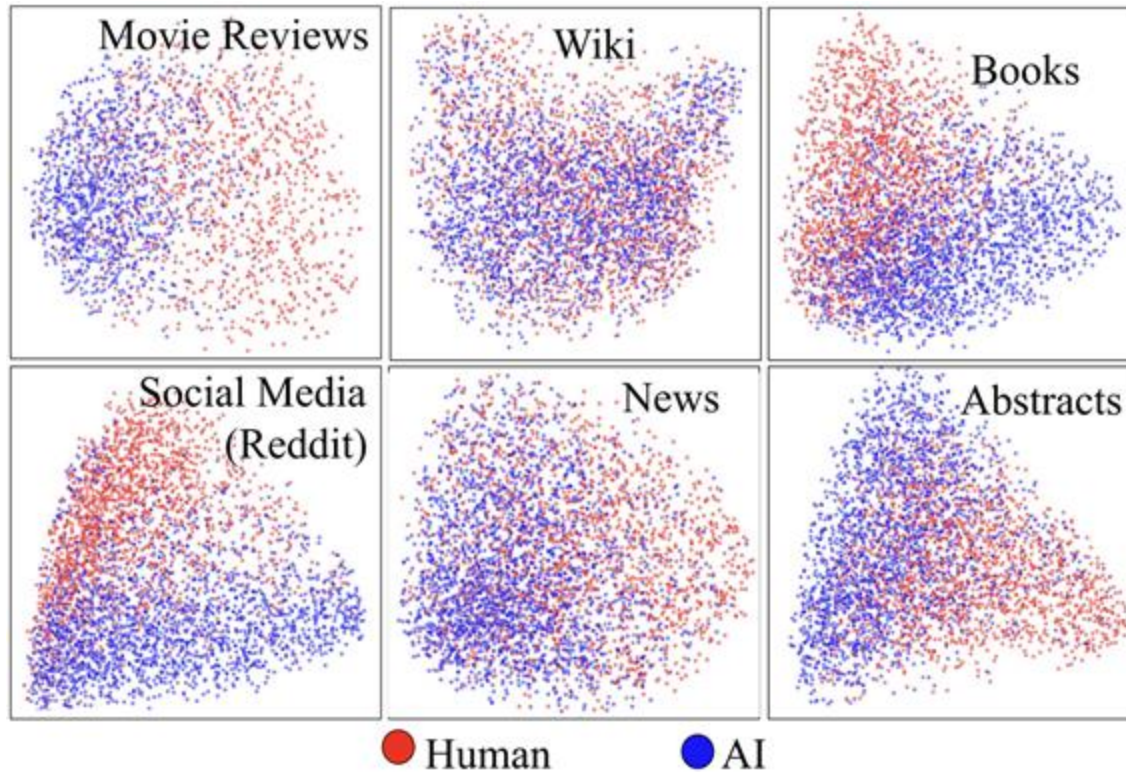 Movie Reviews
Wiki
Books
Social Media
(Reddit)
News
Abstracts
Human
AI